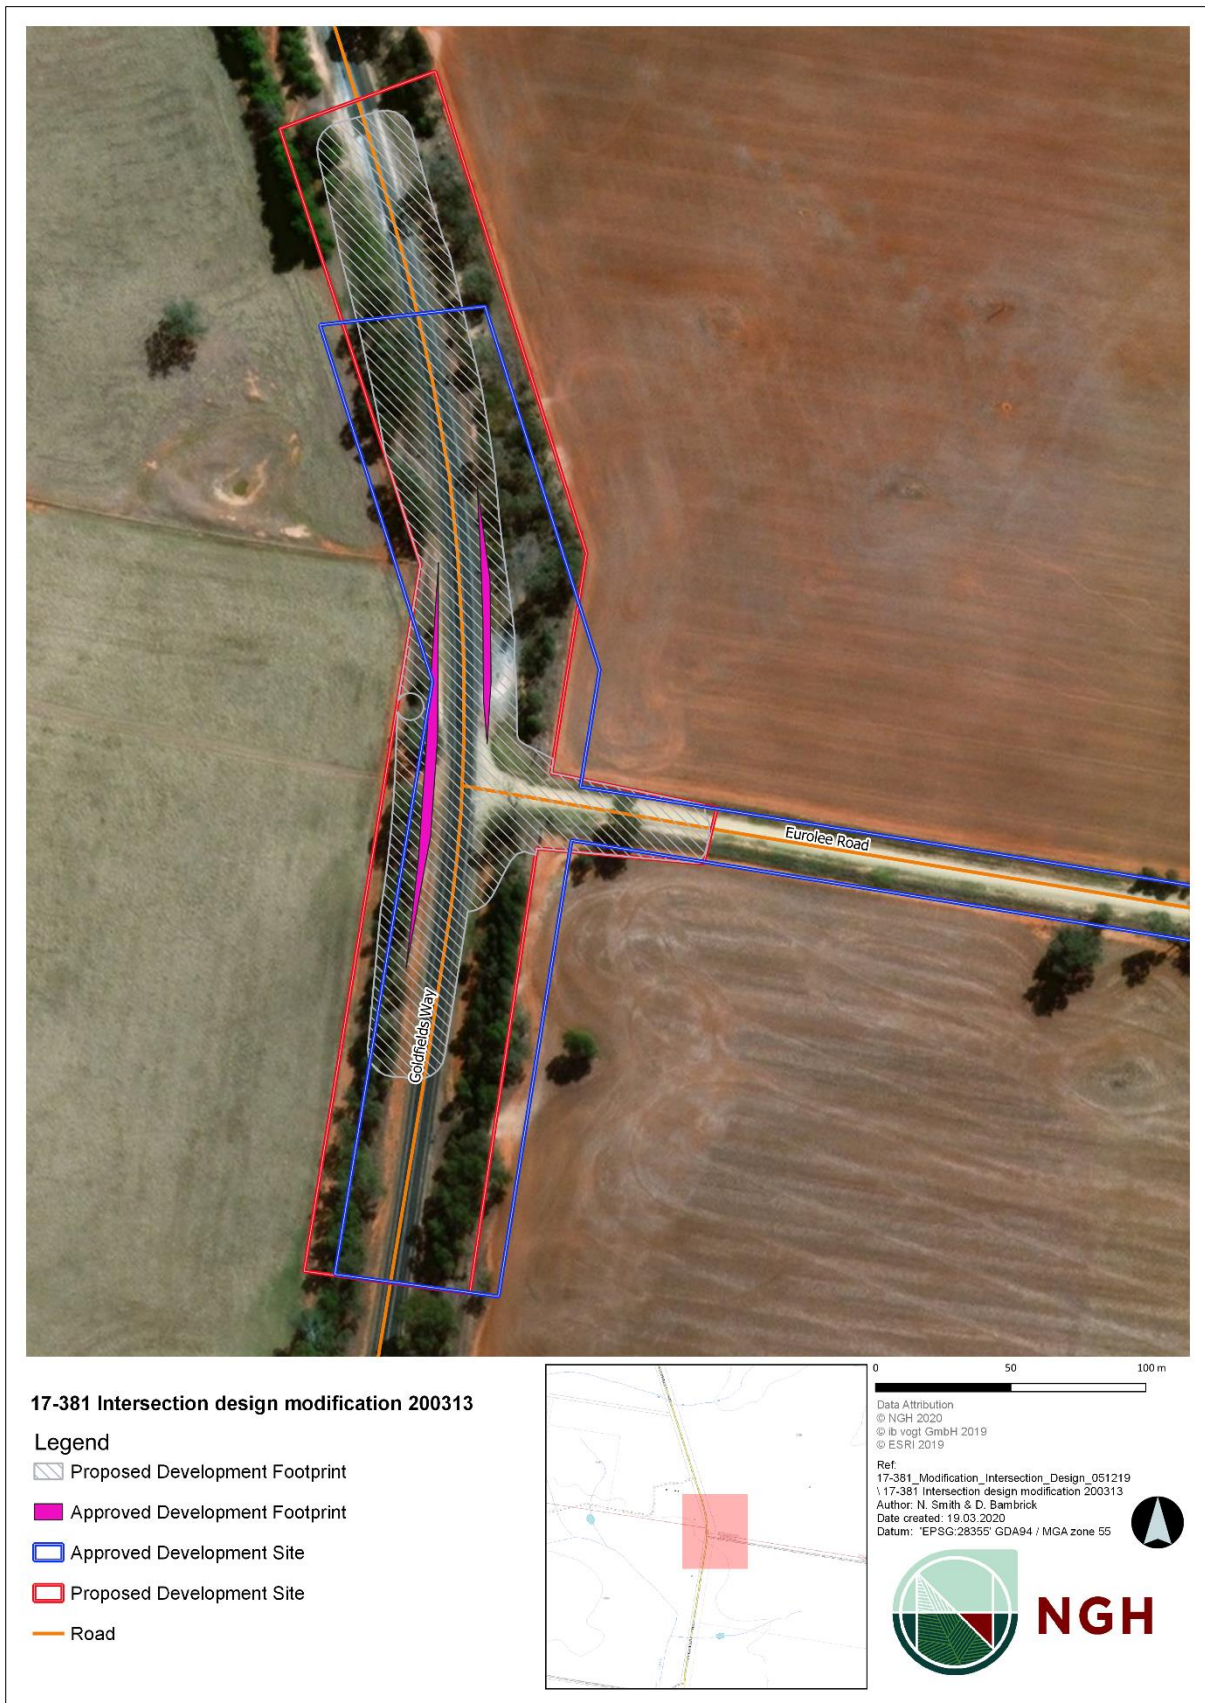 Eurolee Road
Goldfields Way
17-381 Intersection design modification 200313
Legend
Proposed Development Footprint
Approved Development Footprint
Approved Development Site
Proposed Development Site
Road
0 50 100 m
Data Attribution
© NGH 2020
© ib vogt GmbH 2019
© ESRI 2019
Ref:
17-381_Modification_Intersection_Design_051219
\ 17-381 Intersection design modification 200313
Author: N. Smith & D. Bambrick
Date created: 19.03.2020
Datum: 'EPSG:28355' GDA94 / MGA zone 55
NGH